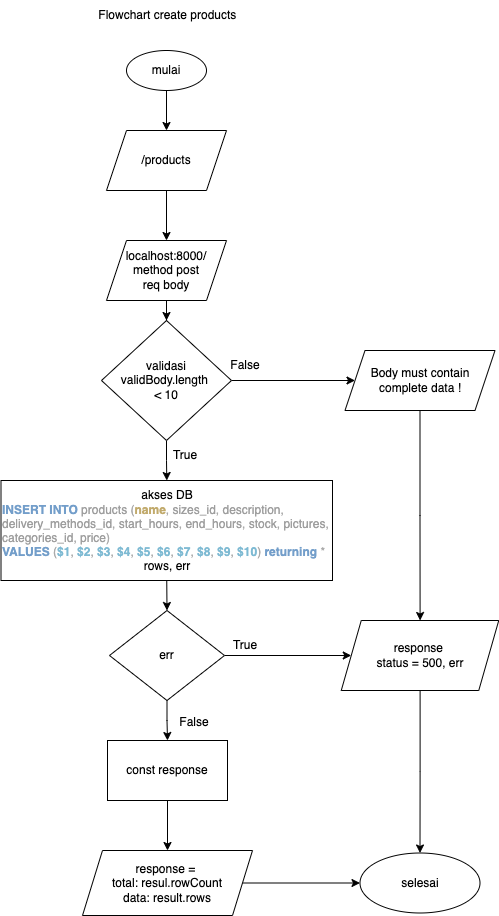 Flowchart create products
mulai
/products
localhost:8000/
method post
req body
validasi
validBody.length
< 10
False
Body must contain
complete data !
True
akses DB
INSERT INTO products (name, sizes_id, description,
delivery_methods_id, start_hours, end_hours, stock, pictures,
categories_id, price)
VALUES ($1, $2, $3, $4, $5, $6, $7, $8, $9, $10) returning *
rows, err
err
True
response
status = 500, err
False
const response
response =
total: resul.rowCount
data: result.rows
selesai